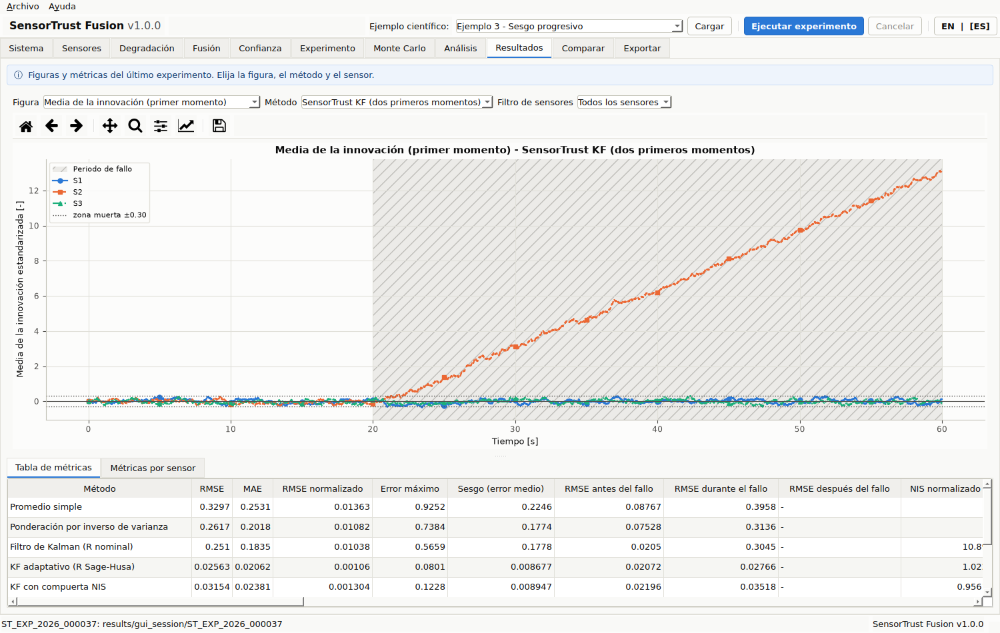 Archivo Ayuda
SensorTrust Fusion v1.0.0
Ejemplo científico: Ejemplo 3 - Sesgo progresivo Cargar Ejecutar experimento Cancelar EN | [ES]
Sistema Sensores Degradación Fusión Confianza Experimento Monte Carlo Análisis Resultados Comparar Exportar
Figuras y métricas del último experimento. Elija la figura, el método y el sensor.
Figura Media de la innovación (primer momento) Método SensorTrust KF (dos primeros momentos) Filtro de sensores Todos los sensores
Media de la innovación (primer momento) - SensorTrust KF (dos primeros momentos)
Periodo de fallo
S1
S2
S3
zona muerta ±0.30
Media de la innovación estandarizada [-]
12
10
8
6
4
2
0
0 10 20 30 40 50 60
Tiempo [s]
Tabla de métricas Métricas por sensor
Método RMSE MAE RMSE normalizado Error máximo Sesgo (error medio) RMSE antes del fallo RMSE durante el fallo RMSE después del fallo NIS normalizado
Promedio simple 0.3297 0.2531 0.01363 0.9252 0.2246 0.08767 0.3958 -
Ponderación por inverso de varianza 0.2617 0.2018 0.01082 0.7384 0.1774 0.07528 0.3136 -
Filtro de Kalman (R nominal) 0.251 0.1835 0.01038 0.5659 0.1778 0.0205 0.3045 - 10.8
KF adaptativo (R Sage-Husa) 0.02563 0.02062 0.00106 0.0801 0.008677 0.02072 0.02766 - 1.02
KF con compuerta NIS 0.03154 0.02381 0.001304 0.1228 0.008947 0.02196 0.03518 - 0.956
ST_EXP_2026_000037: results/gui_session/ST_EXP_2026_000037
SensorTrust Fusion v1.0.0